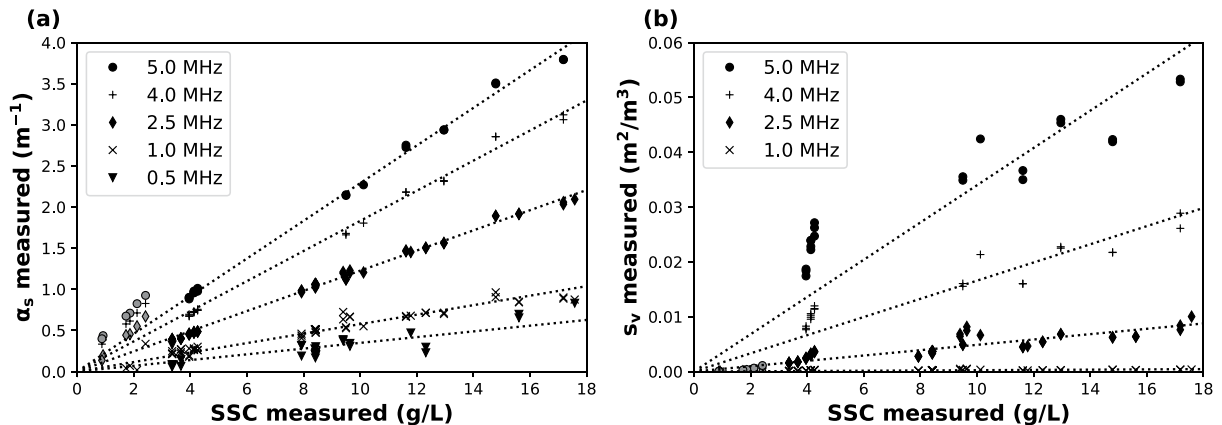 (a)
4.0
3.5
3.0
2.5
2.0
1.5
1.0
0.5
0.0
αs measured (m⁻¹)
5.0 MHz
4.0 MHz
2.5 MHz
1.0 MHz
0.5 MHz
0 2 4 6 8 10 12 14 16 18
SSC measured (g/L)
(b)
0.06
0.05
0.04
0.03
0.02
0.01
0.00
sv measured (m²/m³)
5.0 MHz
4.0 MHz
2.5 MHz
1.0 MHz
0 2 4 6 8 10 12 14 16 18
SSC measured (g/L)